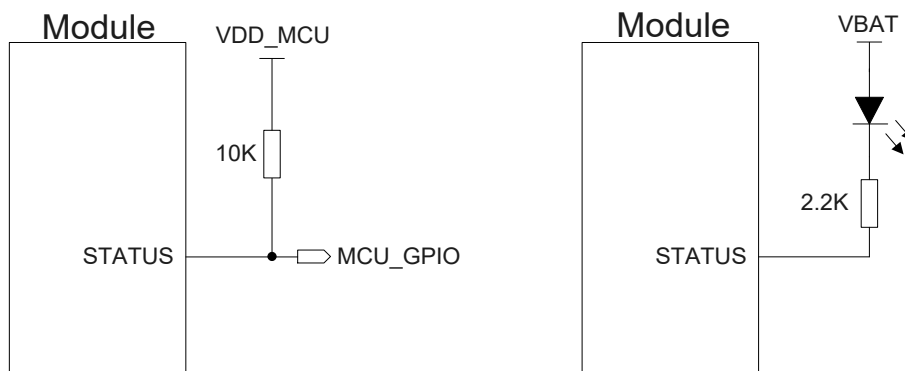 Module
VDD_MCU
10K
STATUS
MCU_GPIO
Module
VBAT
2.2K
STATUS